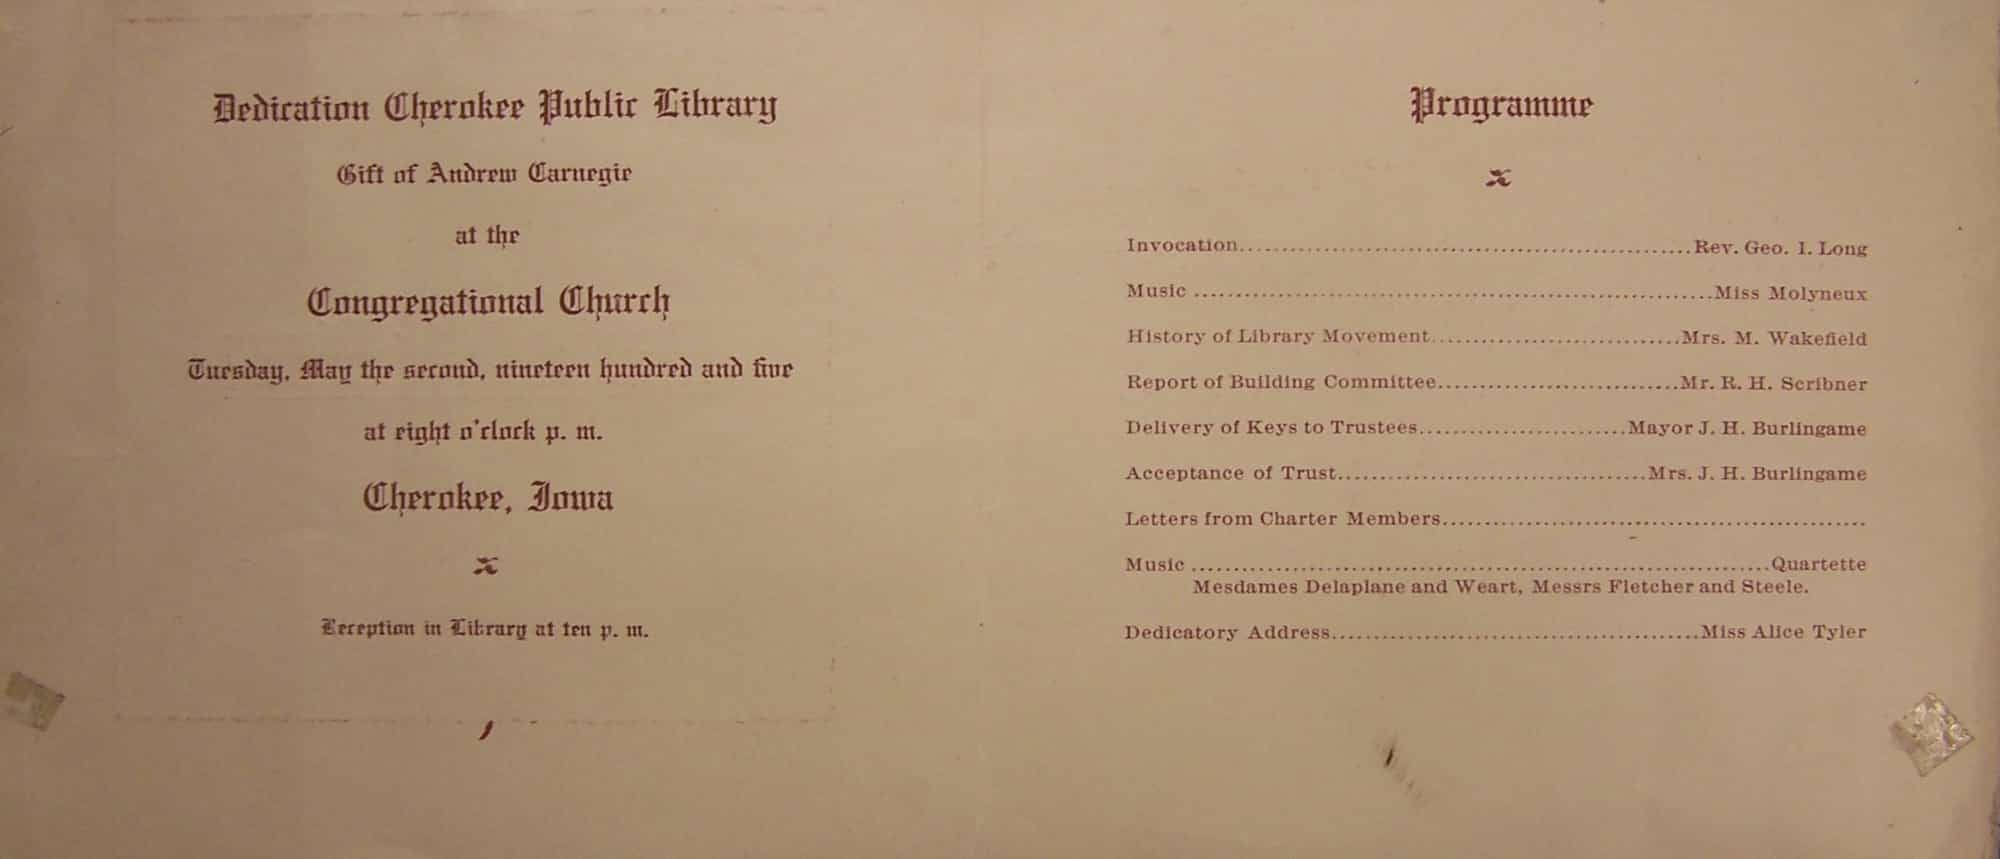 Dedication Cherokee Public Library
Gift of Andrew Carnegie
at the
Congregational Church
Tuesday, May the second, nineteen hundred and five
at eight o'clock p. m.
Cherokee, Iowa
Reception in Library at ten p. m.
Programme
Invocation..........Rev. Geo. I. Long
Music ..........Miss Molyneux
History of Library Movement..........Mrs. M. Wakefield
Report of Building Committee..........Mr. R. H. Scribner
Delivery of Keys to Trustees..........Mayor J. H. Burlingame
Acceptance of Trust..........Mrs. J. H. Burlingame
Letters from Charter Members..........
Music ..........Quartette
Mesdames Delaplane and Weart, Messrs Fletcher and Steele.
Dedicatory Address..........Miss Alice Tyler